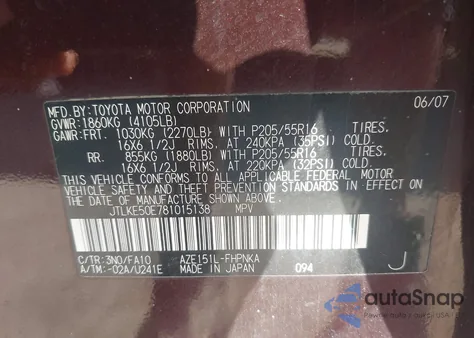 MFD.BY: TOYOTA MOTOR CORPORATION 06/07
GVWR: 1860KG (4105LB)
GAWR: FRT. 1030KG (2270LB) WITH P205/55R16 TIRES.
16X6 1/2J RIMS, AT 240KPA (35PSI) COLD.
RR. 855KG (1880LB) WITH P205/55R16 TIRES.
16X6 1/2J RIMS, AT 220KPA (32PSI) COLD.
THIS VEHICLE CONFORMS TO ALL APPLICABLE FEDERAL MOTOR
VEHICLE SAFETY AND THEFT PREVENTION STANDARDS IN EFFECT
ON THE DATE OF MANUFACTURE SHOWN ABOVE.
JTLKE50E781015138 MPV
C/TR: 3N0/FA10 AZE151L-FHPNKA
A/TM: -02A/U241E MADE IN JAPAN 094 J
autoSnap